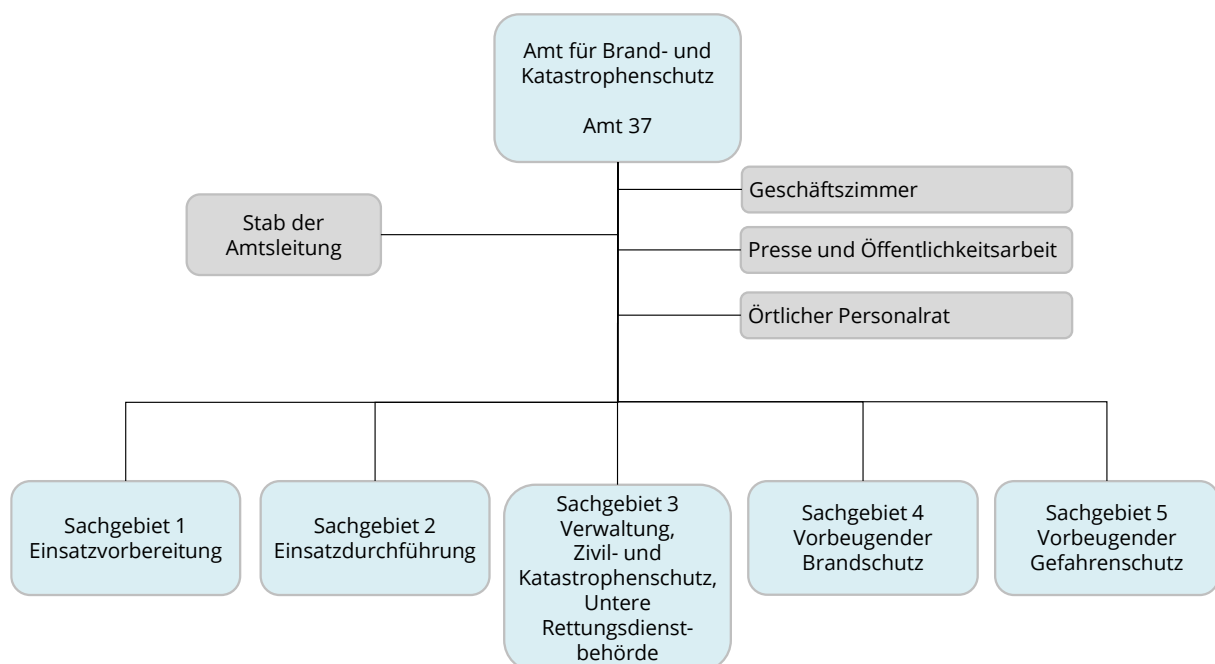 Amt für Brand- und
Katastrophenschutz
Amt 37
Geschäftszimmer
Stab der
Amtsleitung
Presse und Öffentlichkeitsarbeit
Örtlicher Personalrat
Sachgebiet 1
Einsatzvorbereitung
Sachgebiet 2
Einsatzdurchführung
Sachgebiet 3
Verwaltung,
Zivil- und
Katastrophenschutz,
Untere
Rettungsdienst-
behörde
Sachgebiet 4
Vorbeugender
Brandschutz
Sachgebiet 5
Vorbeugender
Gefahrenschutz